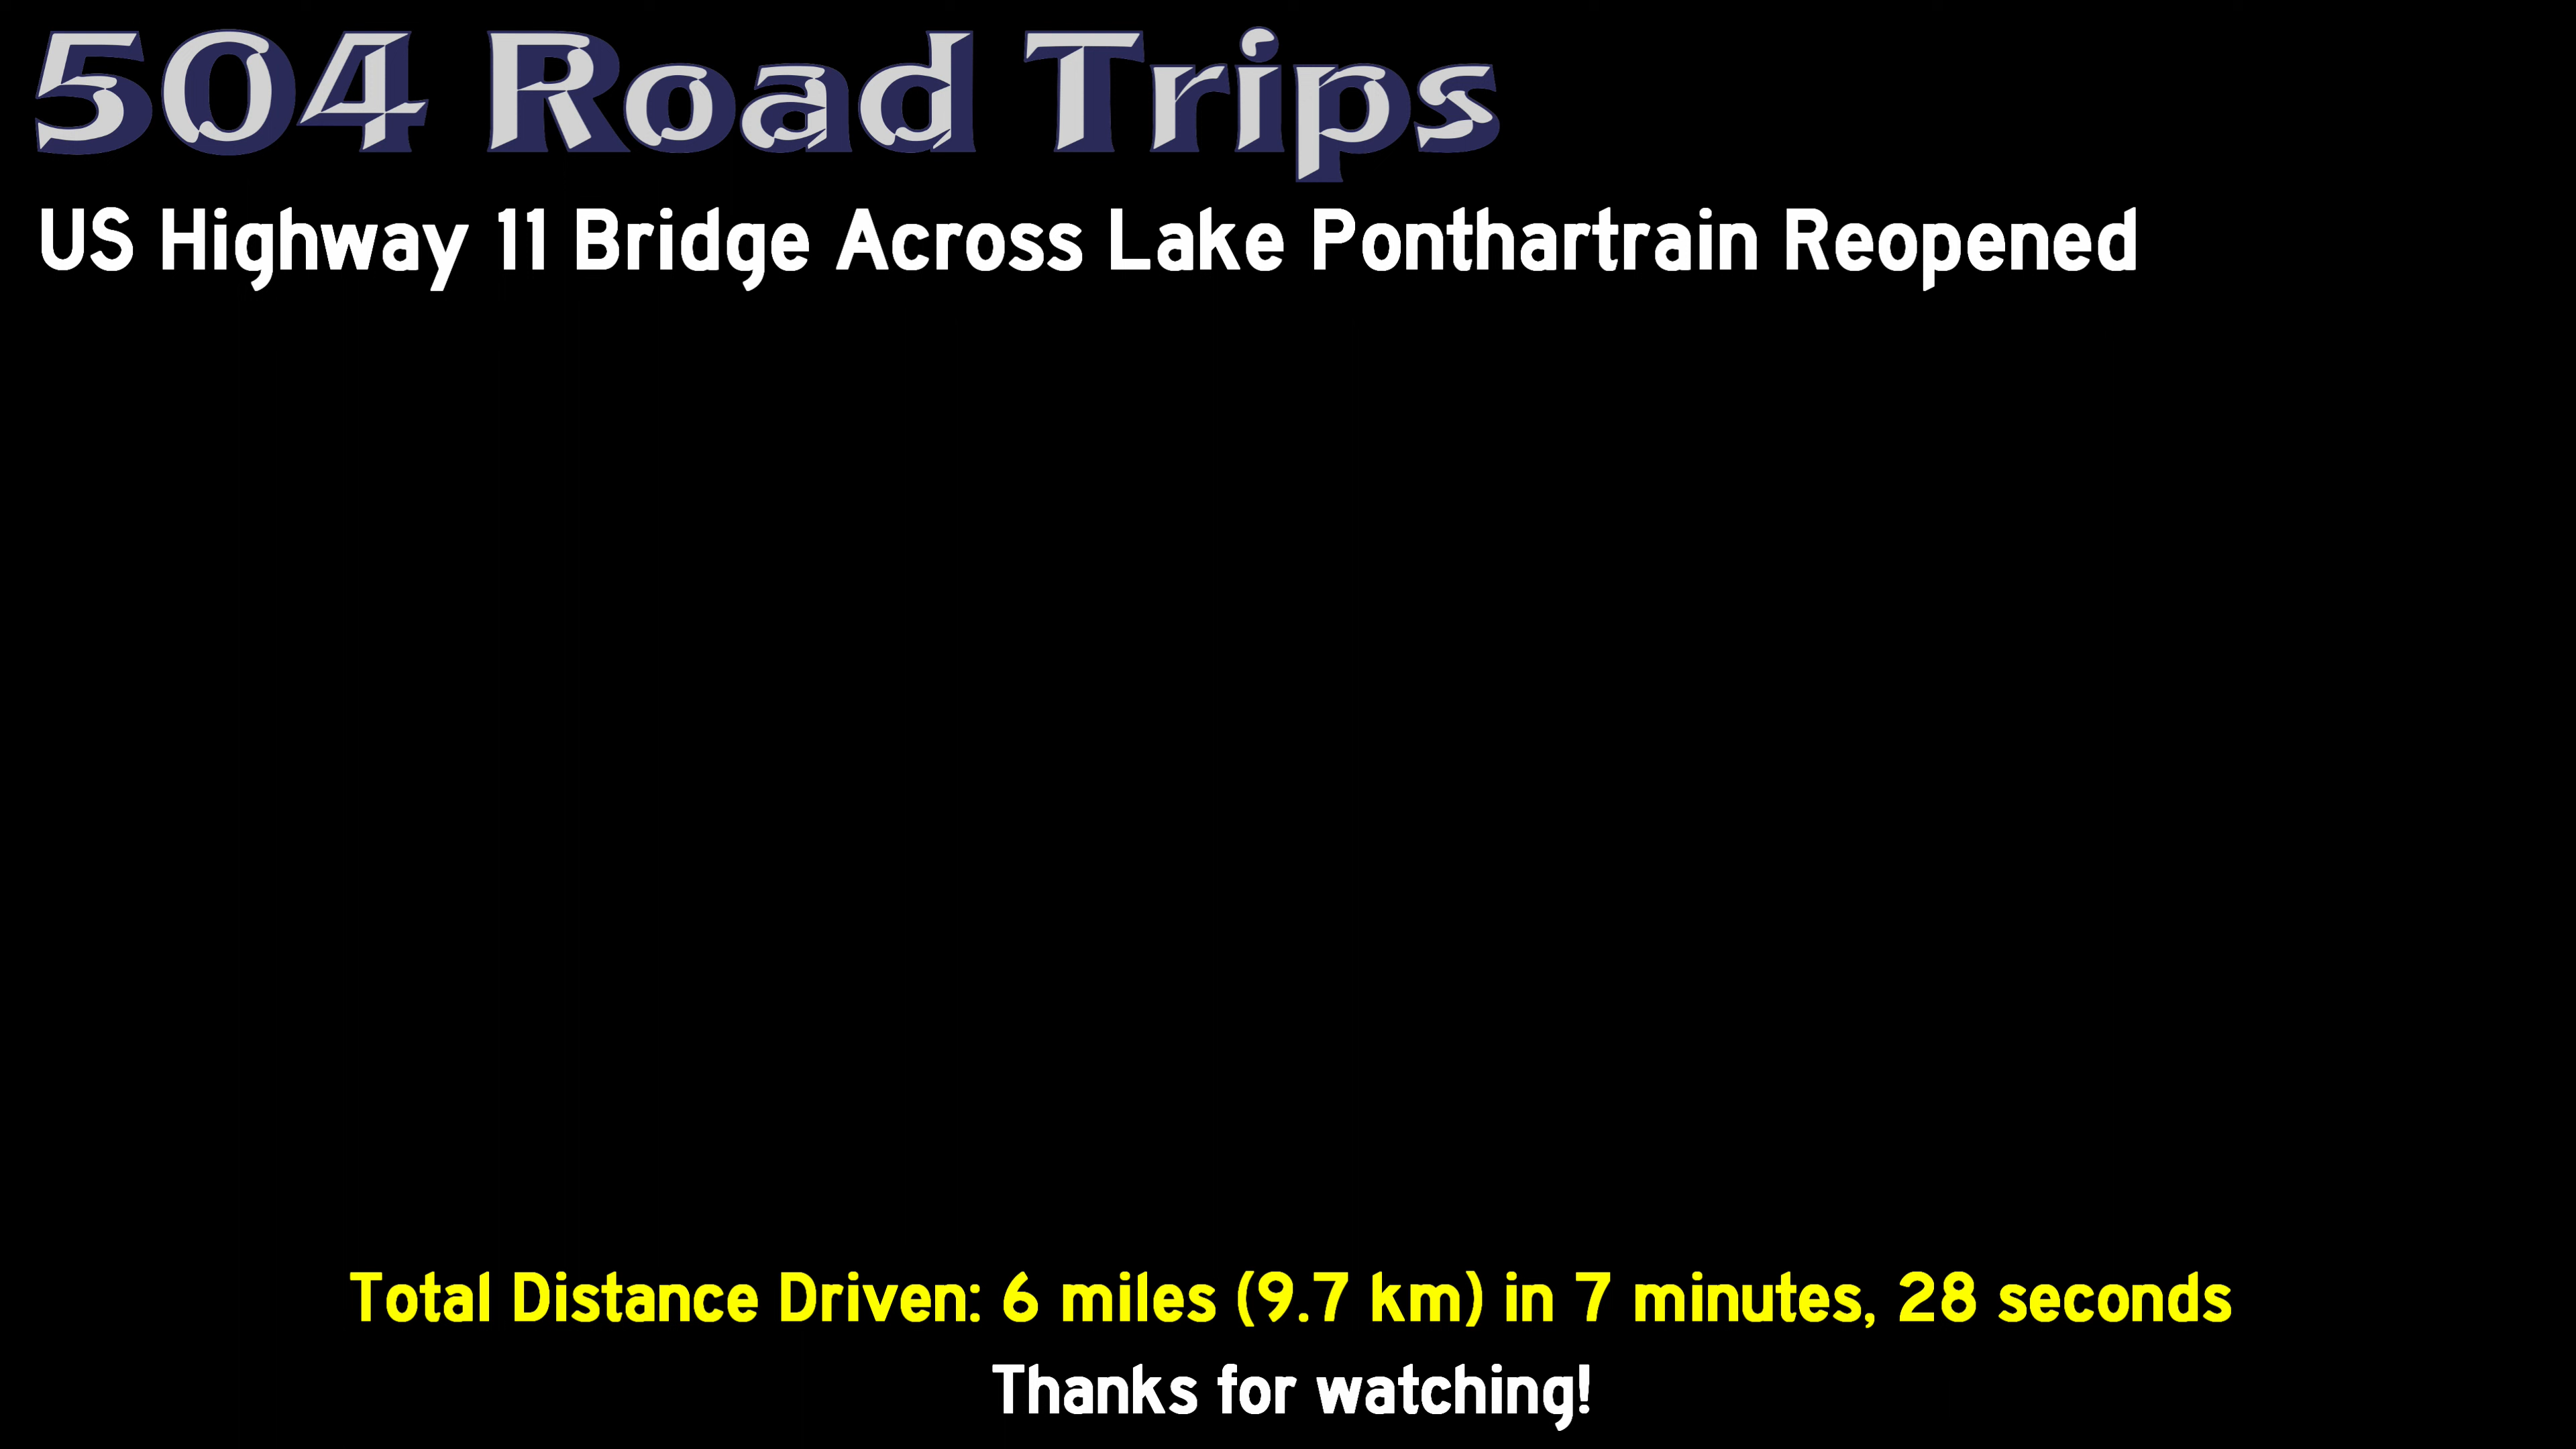 504 Road Trips
US Highway 11 Bridge Across Lake Ponthartrain Reopened
Total Distance Driven: 6 miles (9.7 km) in 7 minutes, 28 seconds
Thanks for watching!